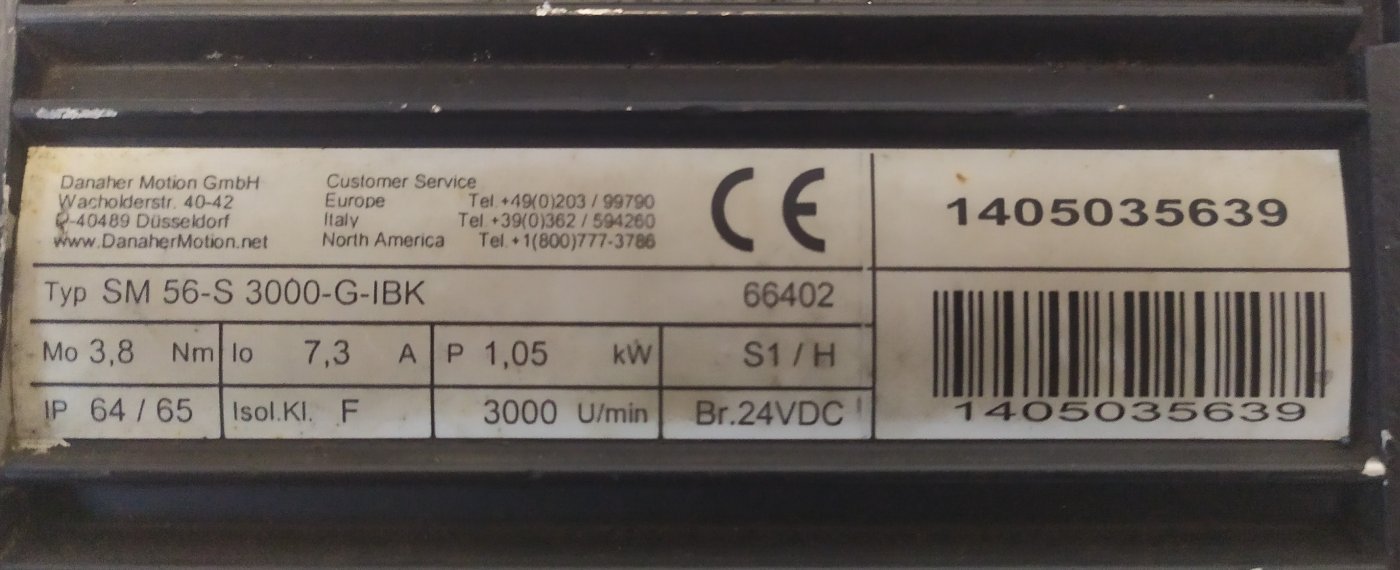 Danaher Motion GmbH
Wacholderstr. 40-42
D-40489 Düsseldorf
www.DanaherMotion.net
Customer Service
Europe Tel.+49(0)203 / 99790
Italy Tel.+39(0)362 / 594260
North America Tel.+1(800)777-3786
CE
1405035639
Typ SM 56-S 3000-G-IBK 66402
Mo 3,8 Nm Io 7,3 A P 1,05 kW S1 / H
IP 64 / 65 Isol.Kl. F 3000 U/min Br.24VDC
1405035639